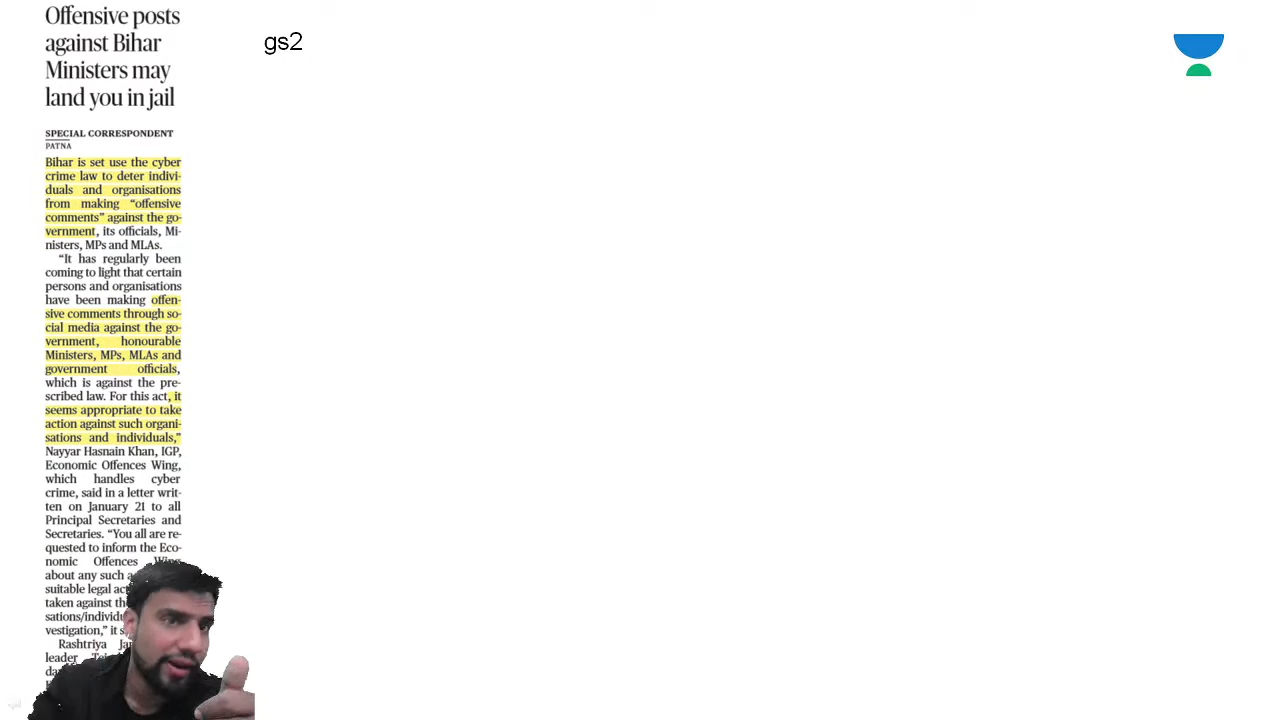 Offensive posts
against Bihar
Ministers may
land you in jail
gs2
SPECIAL CORRESPONDENT
PATNA
Bihar is set use the cyber
crime law to deter indivi-
duals and organisations
from making “offensive
comments” against the go-
vernment, its officials, Mi-
nisters, MPs and MLAs.
“It has regularly been
coming to light that certain
persons and organisations
have been making offen-
sive comments through so-
cial media against the go-
vernment, honourable
Ministers, MPs, MLAs and
government officials,
which is against the pre-
scribed law. For this act, it
seems appropriate to take
action against such organi-
sations and individuals,”
Nayyar Hasnain Khan, IGP,
Economic Offences Wing,
which handles cyber
crime, said in a letter writ-
ten on January 21 to all
Principal Secretaries and
Secretaries. “You all are re-
quested to inform the Eco-
nomic Offences Wing
about any such
suitable legal
taken against
sations/individ
vestigation,” it
Rashtriya
leader